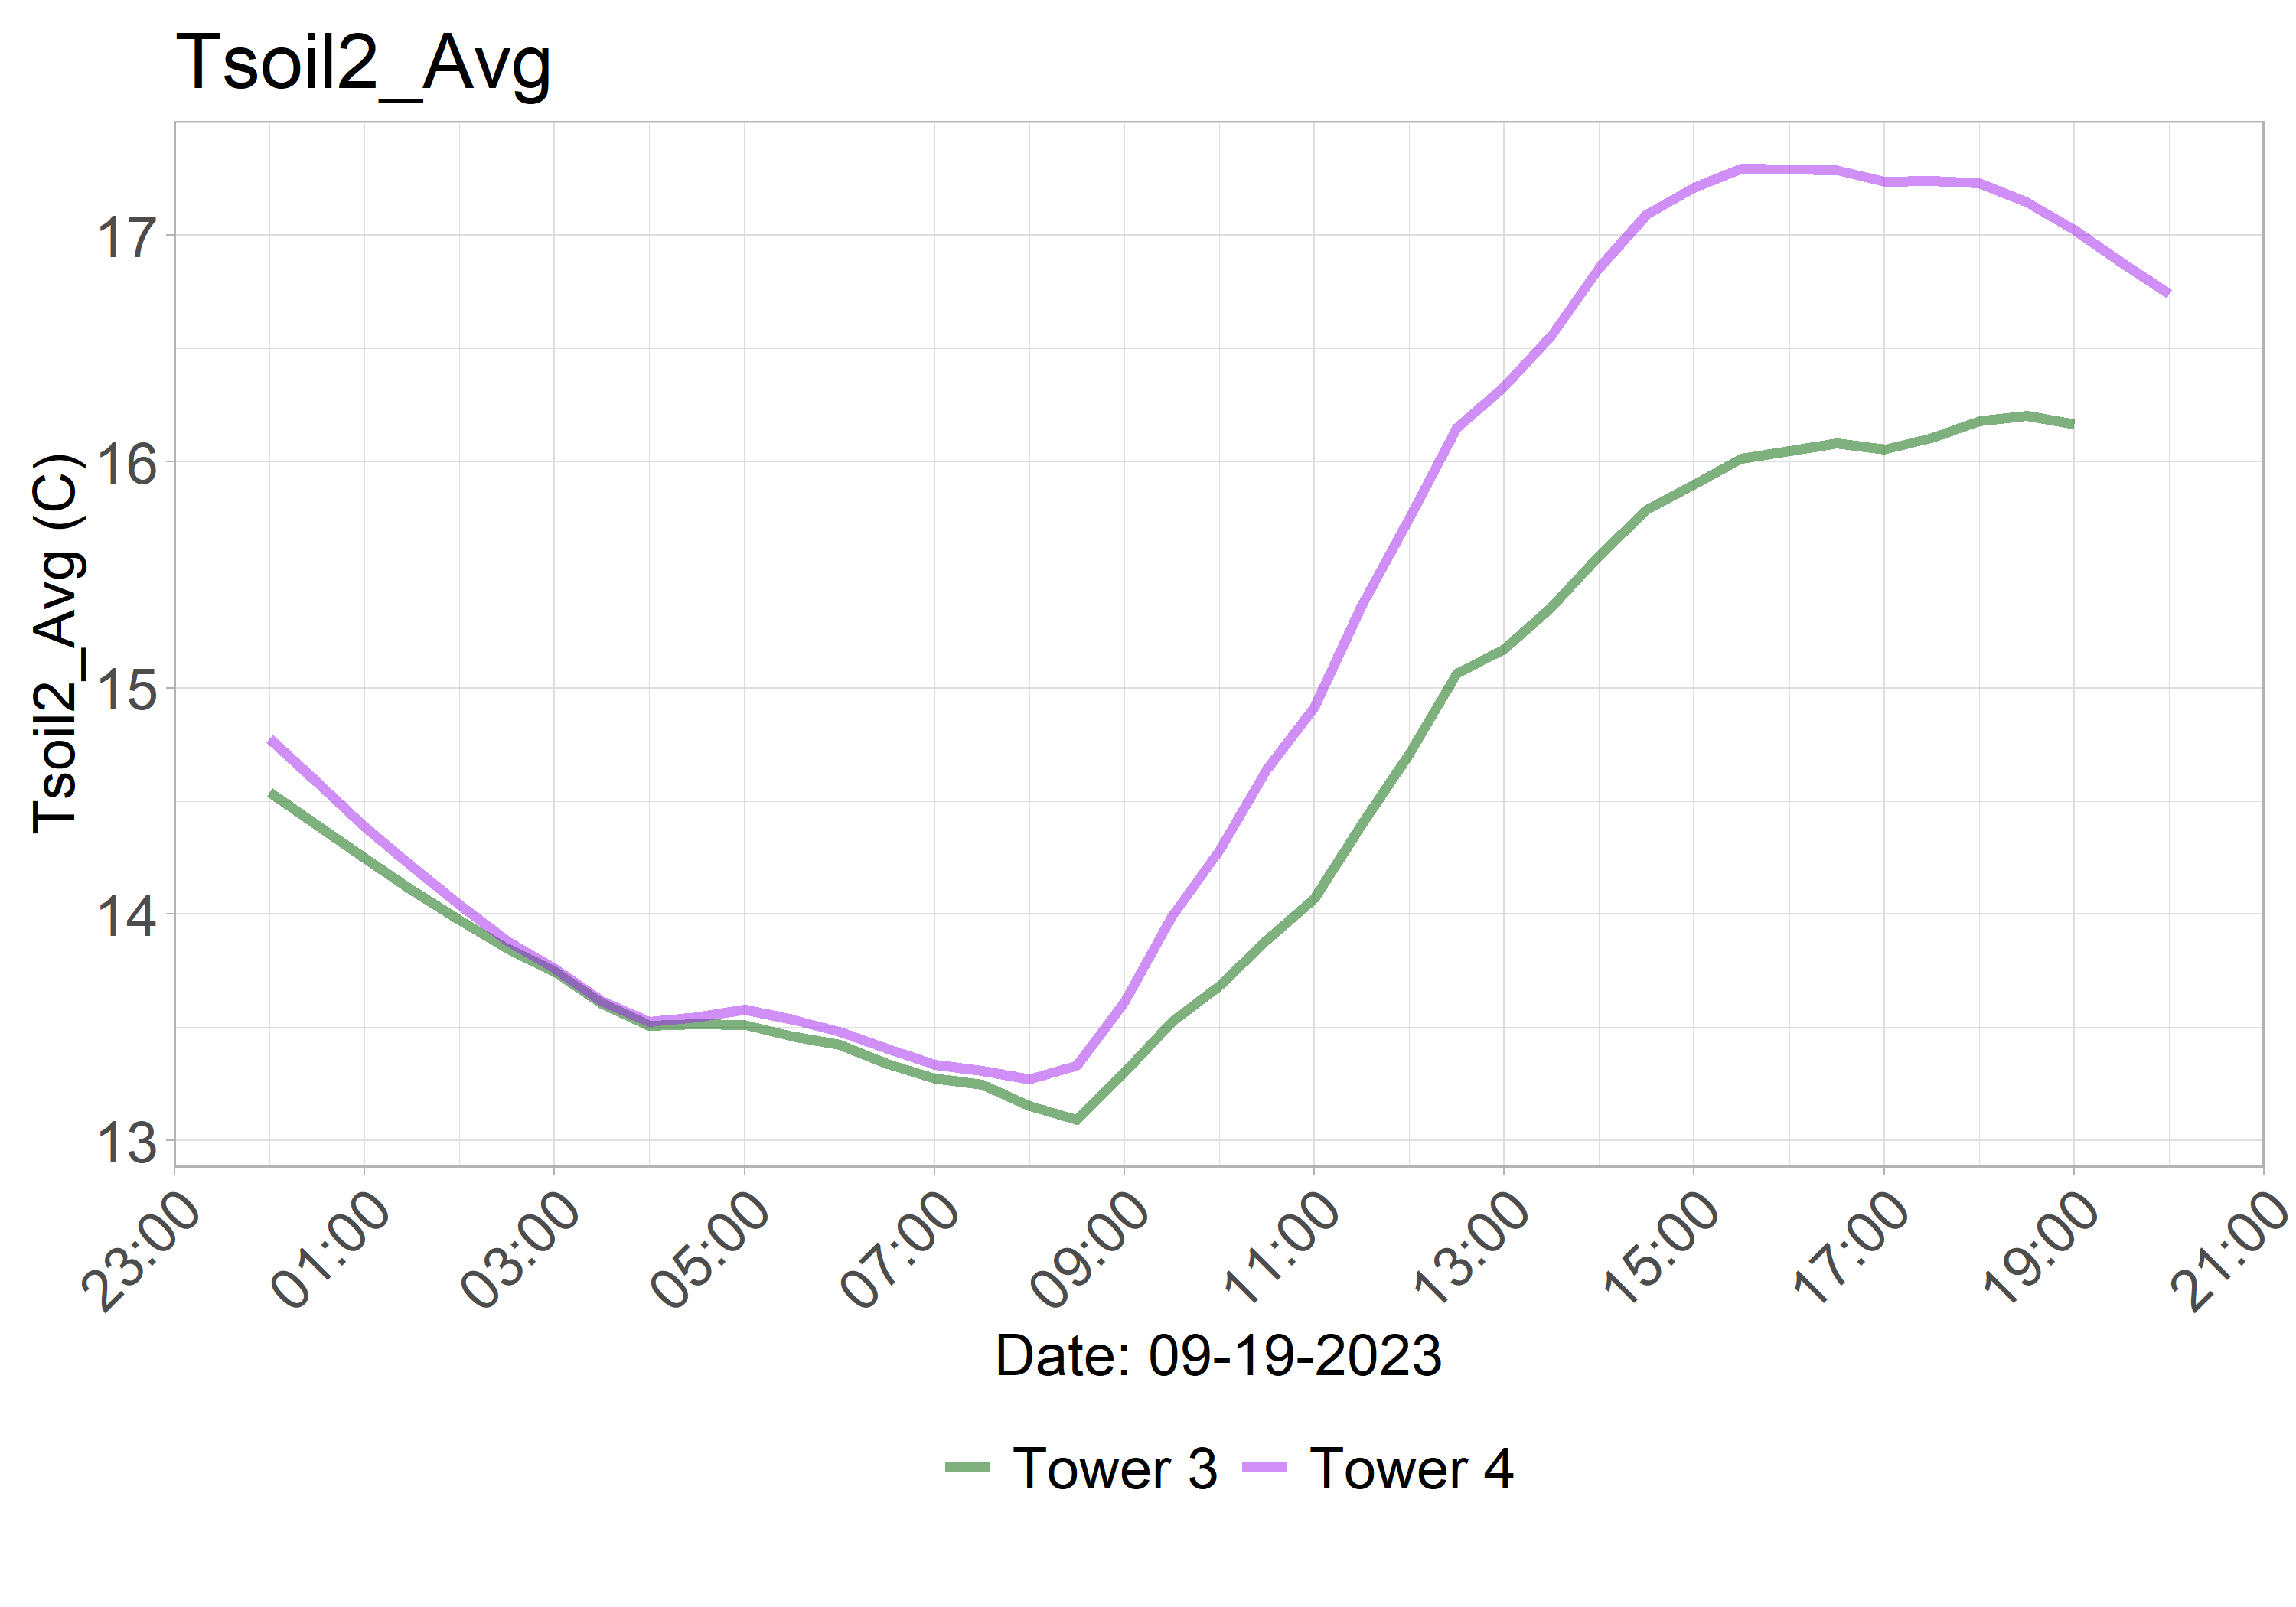 Tsoil2_Avg
Tsoil2_Avg (C)
17
16
15
14
13
23:00 01:00 03:00 05:00 07:00 09:00 11:00 13:00 15:00 17:00 19:00 21:00
Date: 09-19-2023
Tower 3 Tower 4